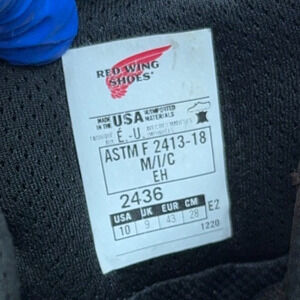 RED WING
SHOES®
MADE IN THE USA W/IMPORTED MATERIALS
É.-U.
ASTM F 2413-18
M/I/C
EH
2436
USA UK EUR CM
10 9 43 28 E2
1220